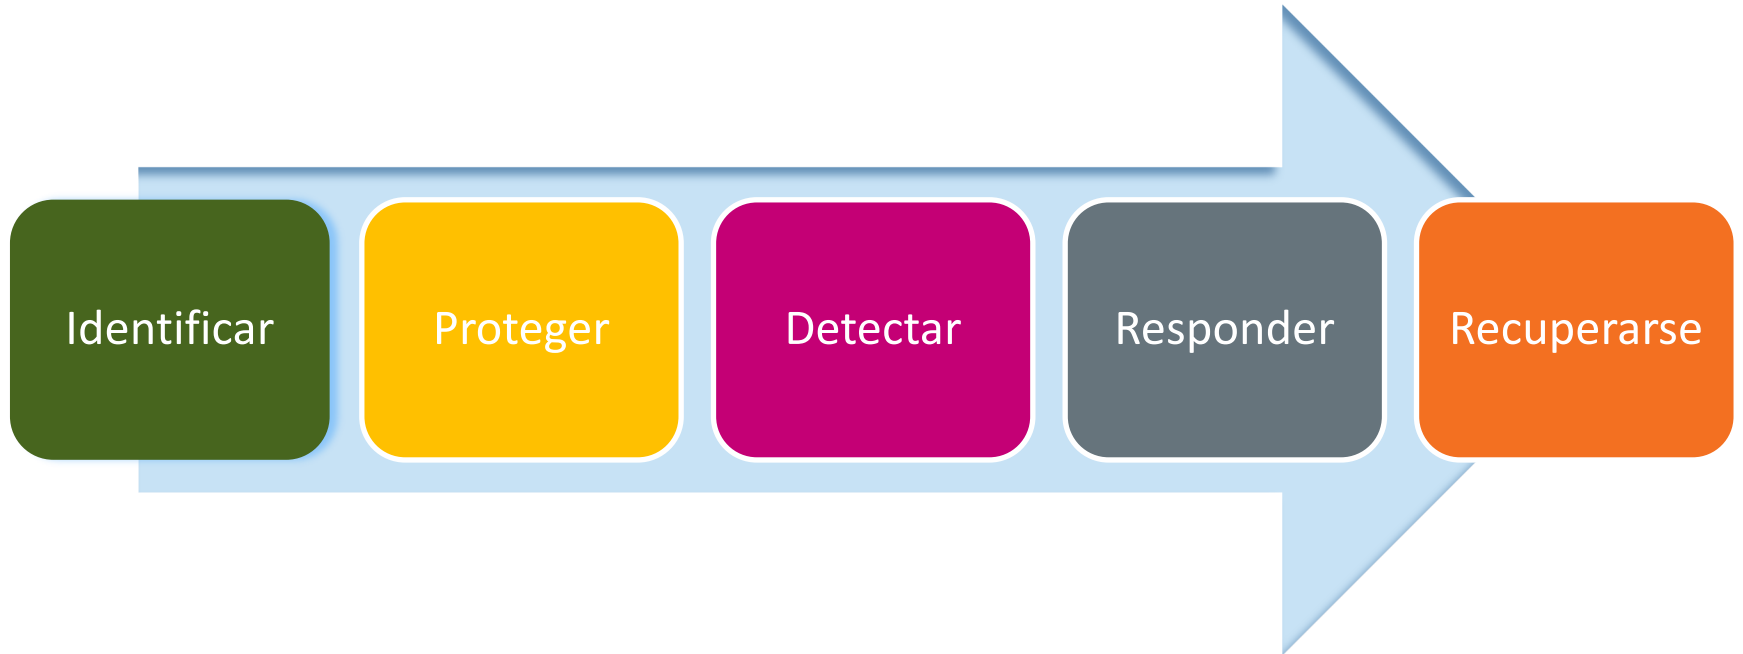 Identificar
Proteger
Detectar
Responder
Recuperarse